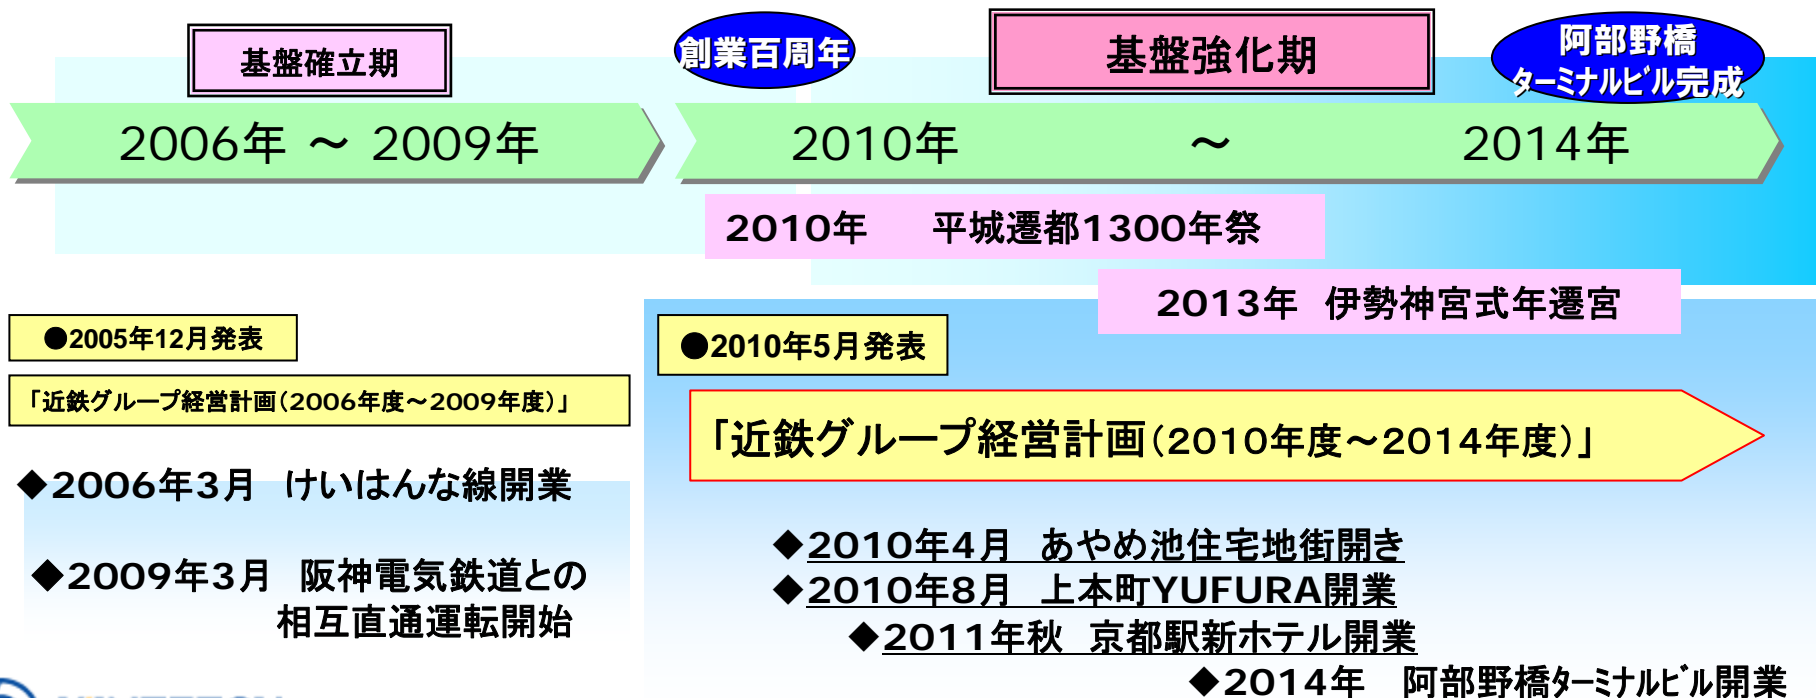 基盤確立期
創業百周年
基盤強化期
阿部野橋
ﾀｰﾐﾅﾙﾋﾞﾙ完成
2006年 ～ 2009年
2010年 ～ 2014年
2010年 平城遷都1300年祭
2013年 伊勢神宮式年遷宮
●2005年12月発表
「近鉄グループ経営計画（2006年度～2009年度）」
◆2006年3月 けいはんな線開業
◆2009年3月 阪神電気鉄道との
相互直通運転開始
●2010年5月発表
「近鉄グループ経営計画（2010年度～2014年度）」
◆2010年4月 あやめ池住宅地街開き
◆2010年8月 上本町YUFURA開業
◆2011年秋 京都駅新ホテル開業
◆2014年 阿部野橋ﾀｰﾐﾅﾙﾋﾞﾙ開業